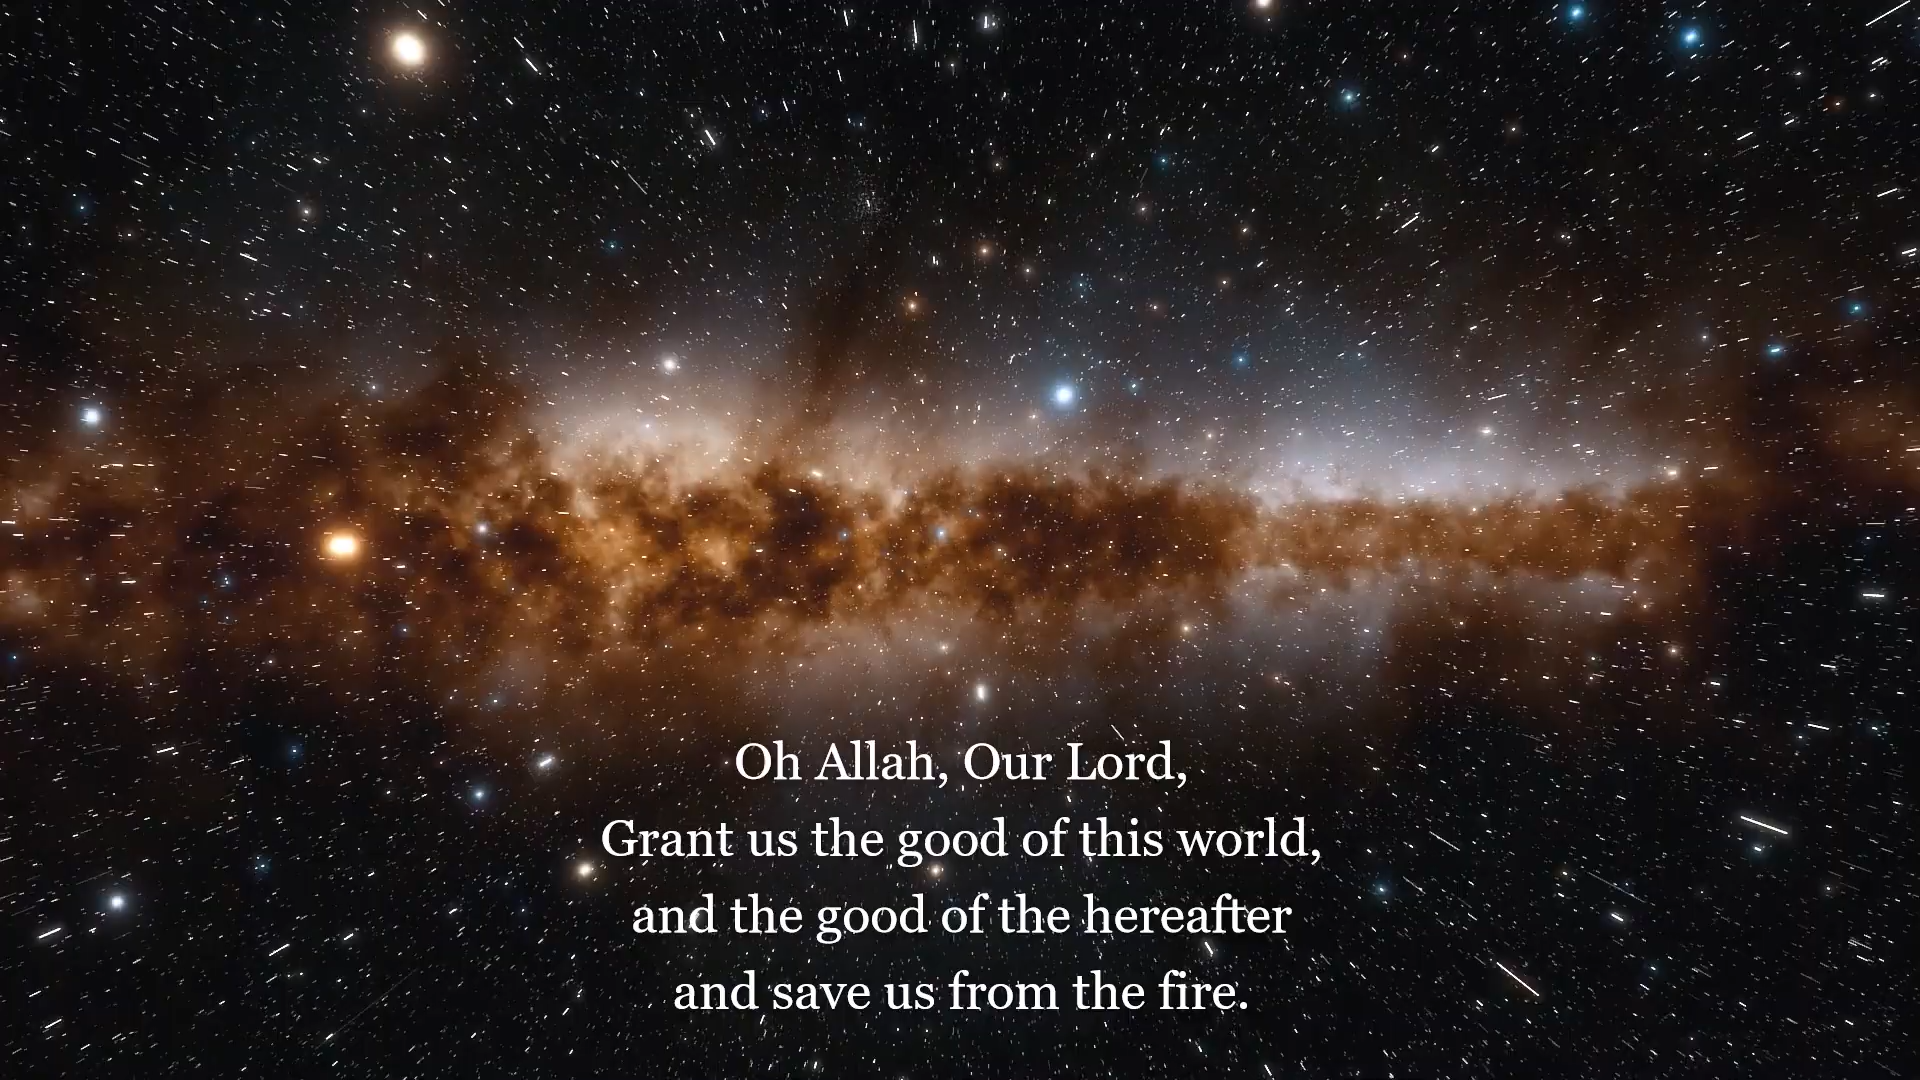 Oh Allah, Our Lord,
Grant us the good of this world,
and the good of the hereafter
and save us from the fire.